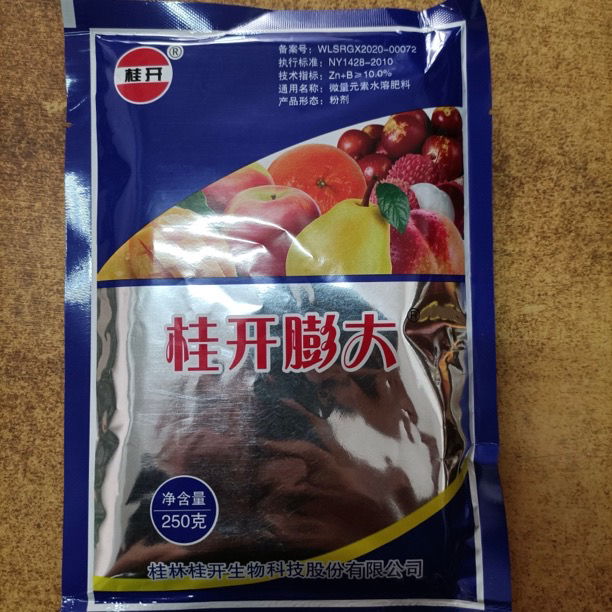 桂开®
备案号：WLSRGX2020-00072
执行标准：NY1428-2010
技术指标：Zn+B≥10.0%
通用名称：微量元素水溶肥料
产品形态：粉剂
桂开膨大®
净含量
250克
桂林桂开生物科技股份有限公司